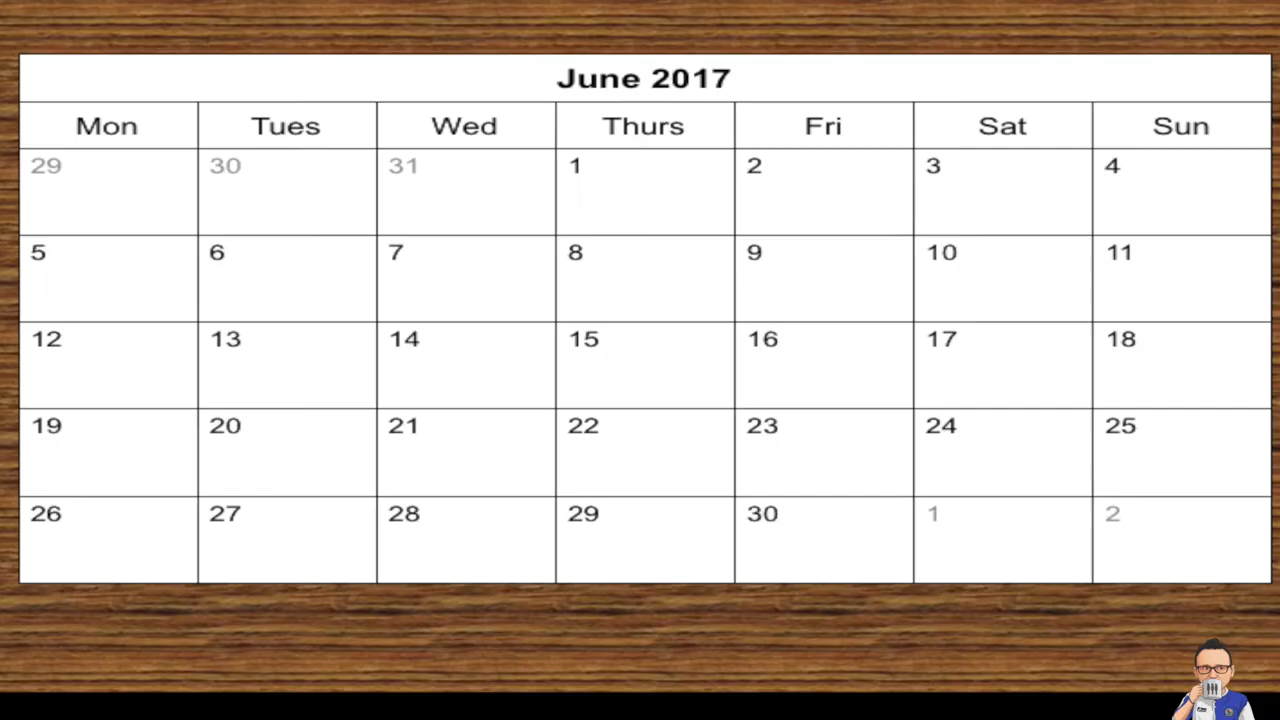 June 2017
Mon Tues Wed Thurs Fri Sat Sun
29 30 31 1 2 3 4
5 6 7 8 9 10 11
12 13 14 15 16 17 18
19 20 21 22 23 24 25
26 27 28 29 30 1 2